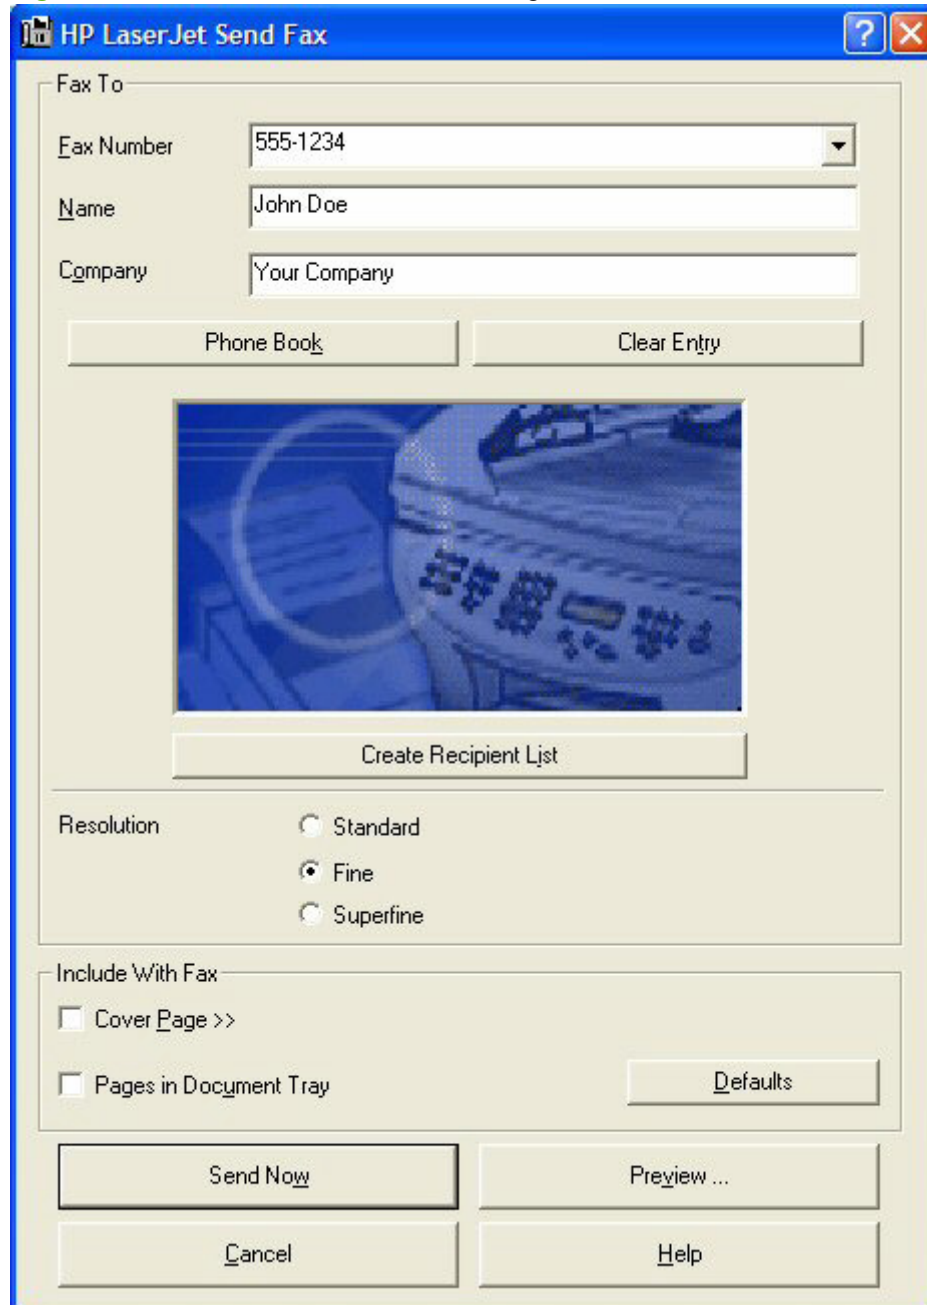 HP LaserJet Send Fax
Fax To
Fax Number 555-1234
Name John Doe
Company Your Company
Phone Book Clear Entry
Create Recipient List
Resolution Standard
Fine
Superfine
Include With Fax
Cover Page >>
Pages in Document Tray Defaults
Send Now Preview ...
Cancel Help